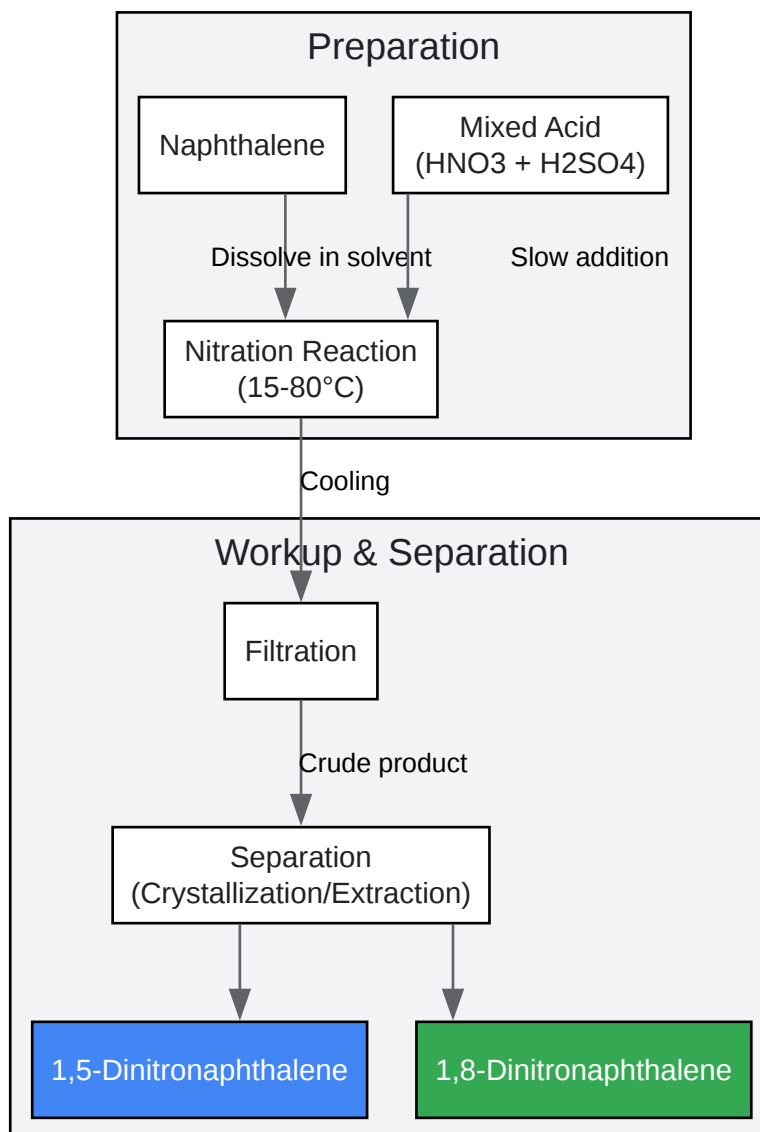 Preparation
Naphthalene
Mixed Acid
(HNO3 + H2SO4)
Dissolve in solvent
Slow addition
Nitration Reaction
(15-80°C)
Cooling
Workup & Separation
Filtration
Crude product
Separation
(Crystallization/Extraction)
1,5-Dinitronaphthalene
1,8-Dinitronaphthalene